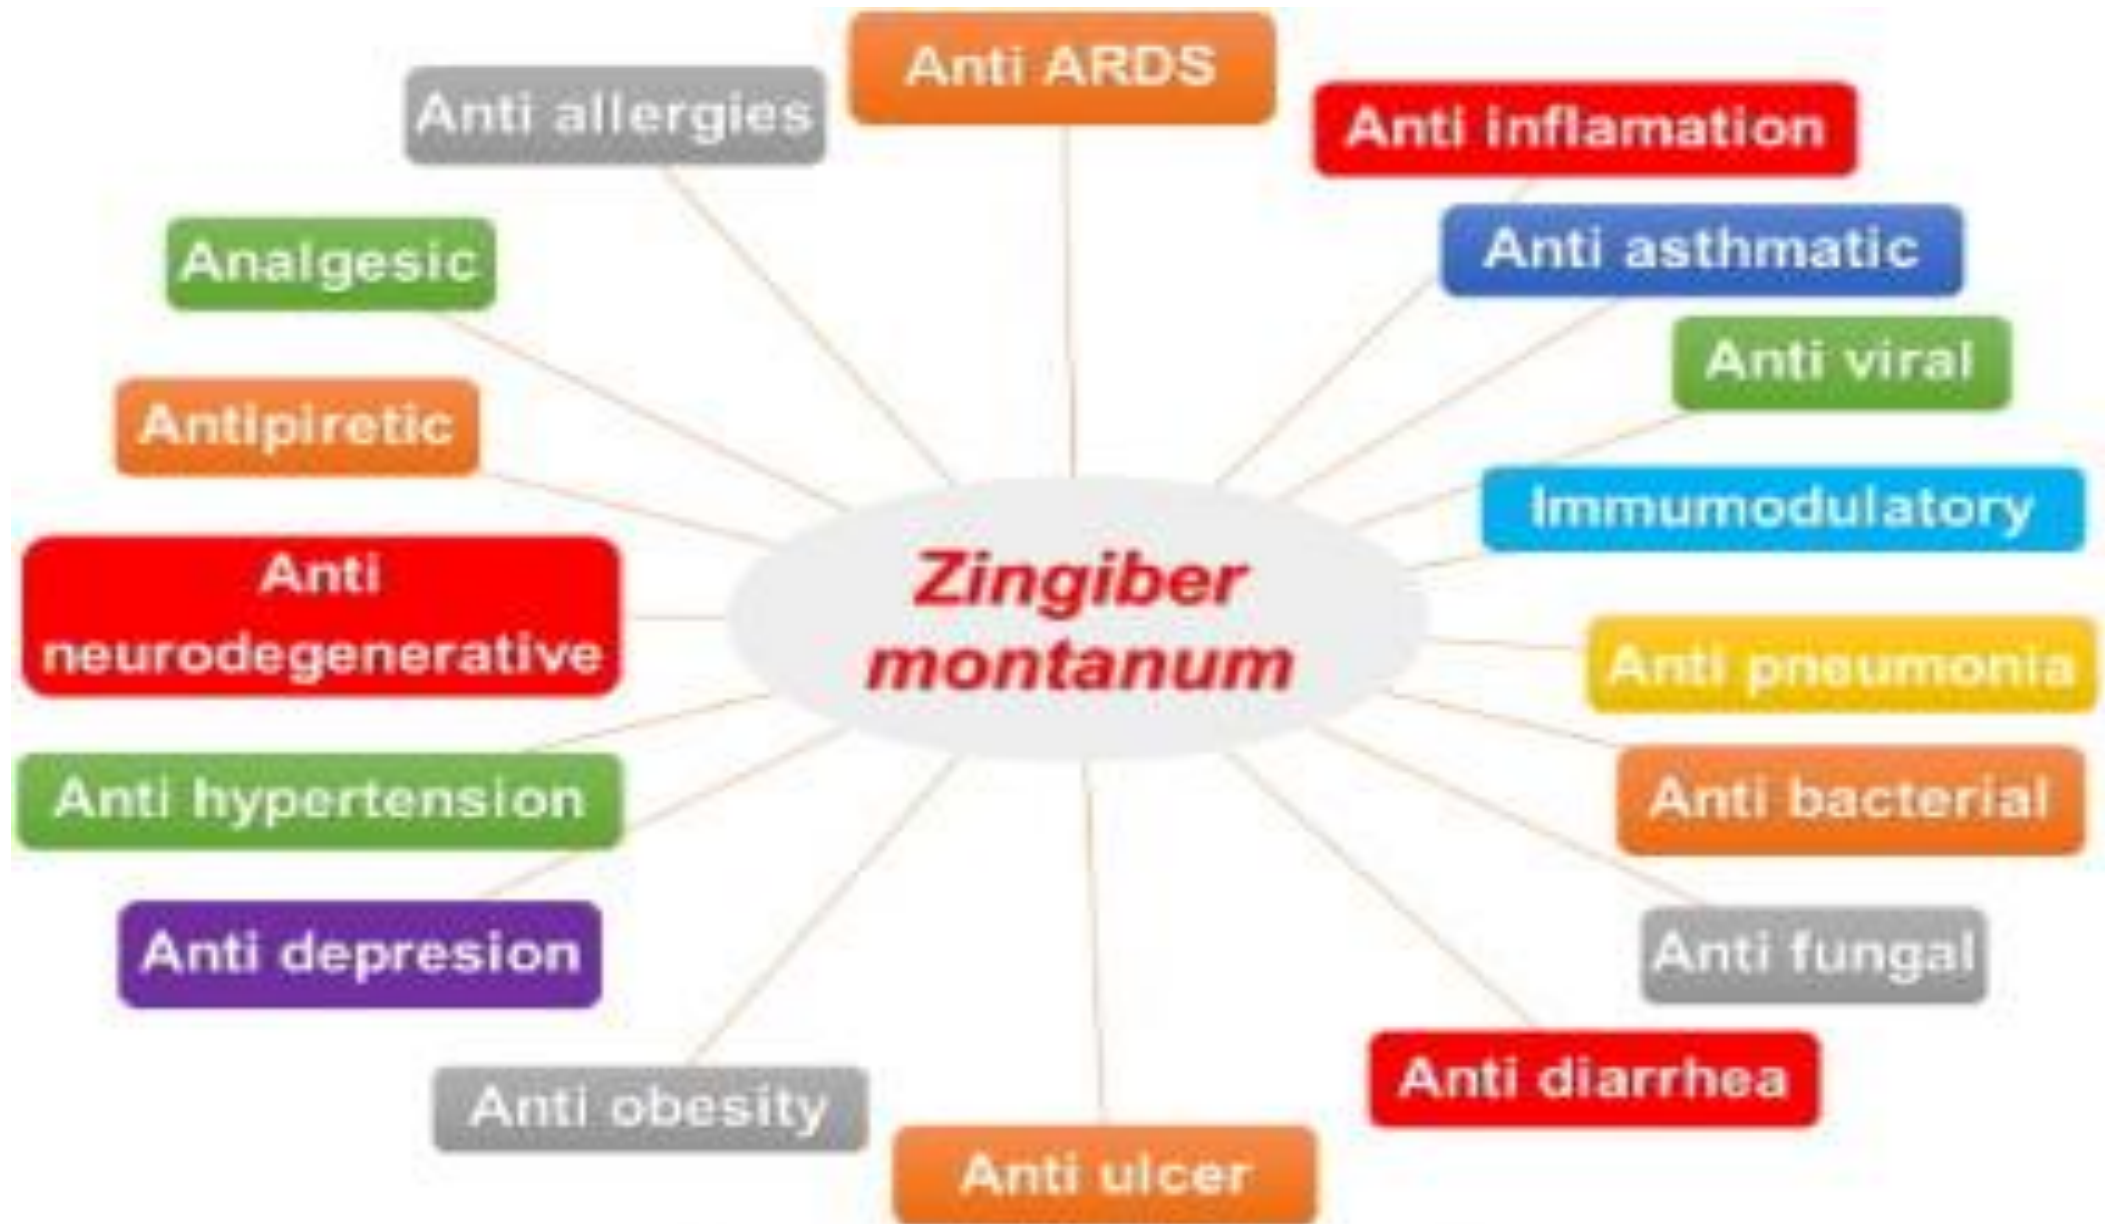 Anti ARDS
Anti allergies
Anti inflamation
Analgesic
Anti asthmatic
Anti viral
Antipiretic
Immumodulatory
Anti
neurodegenerative
Zingiber
montanum
Anti pneumonia
Anti hypertension
Anti bacterial
Anti depresion
Anti fungal
Anti obesity
Anti diarrhea
Anti ulcer